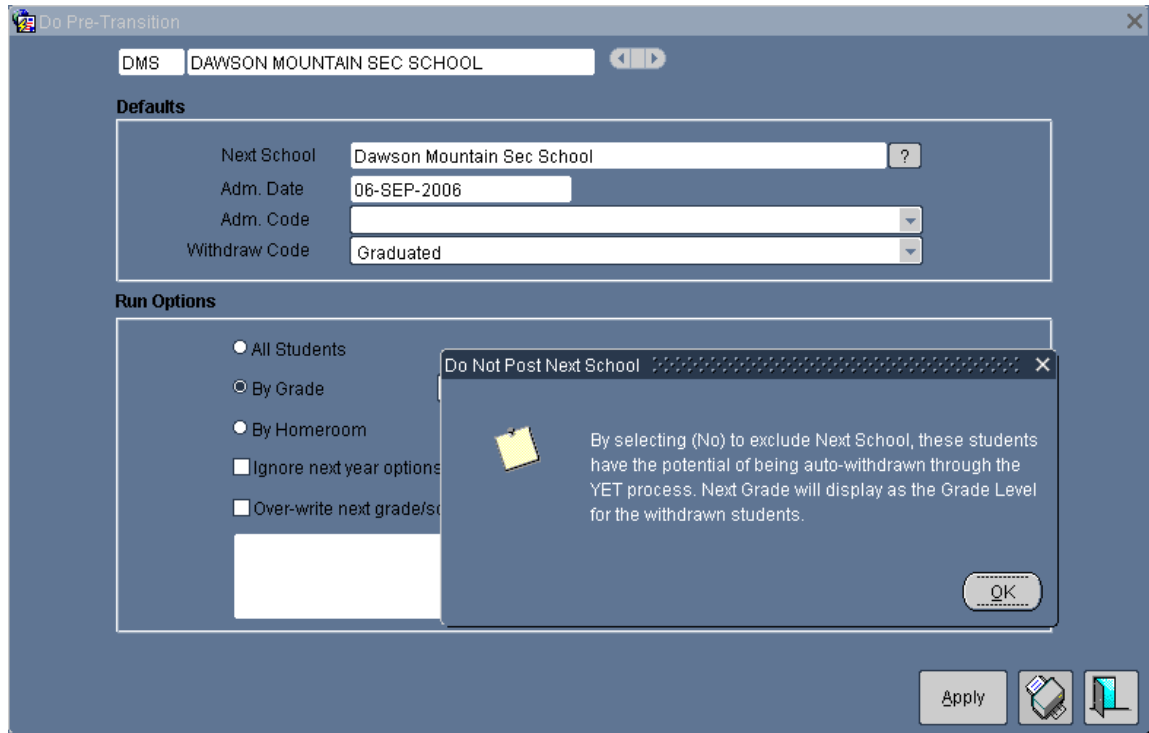 Do Pre-Transition
DMS DAWSON MOUNTAIN SEC SCHOOL
Defaults
Next School Dawson Mountain Sec School ?
Adm. Date 06-SEP-2006
Adm. Code
Withdraw Code Graduated
Run Options
All Students
By Grade
By Homeroom
Ignore next year options
Over-write next grade/sc
Do Not Post Next School
By selecting (No) to exclude Next School, these students
have the potential of being auto-withdrawn through the
YET process. Next Grade will display as the Grade Level
for the withdrawn students.
OK
Apply